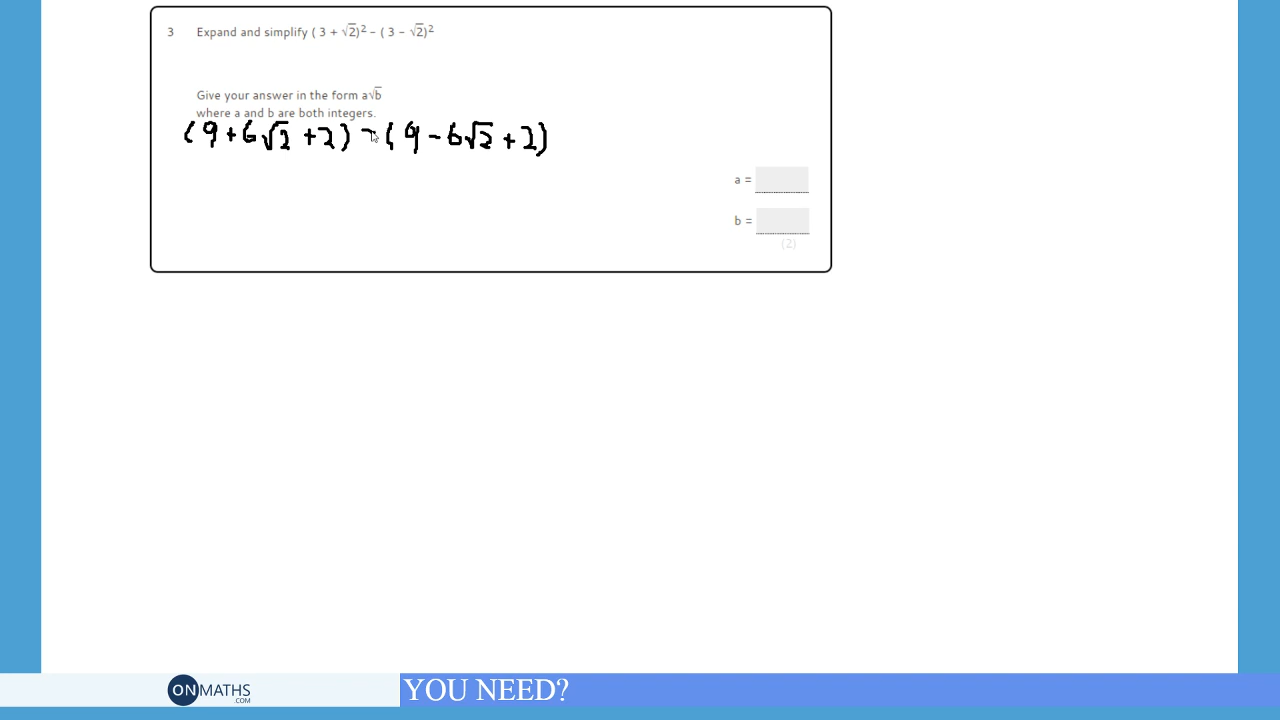 3 Expand and simplify ( 3 + √2)² − ( 3 − √2)²
Give your answer in the form a√b
where a and b are both integers.
(9+6√2+2) − (9−6√2+2)
a =
b =
(2)
ONMATHS
.COM
YOU NEED?